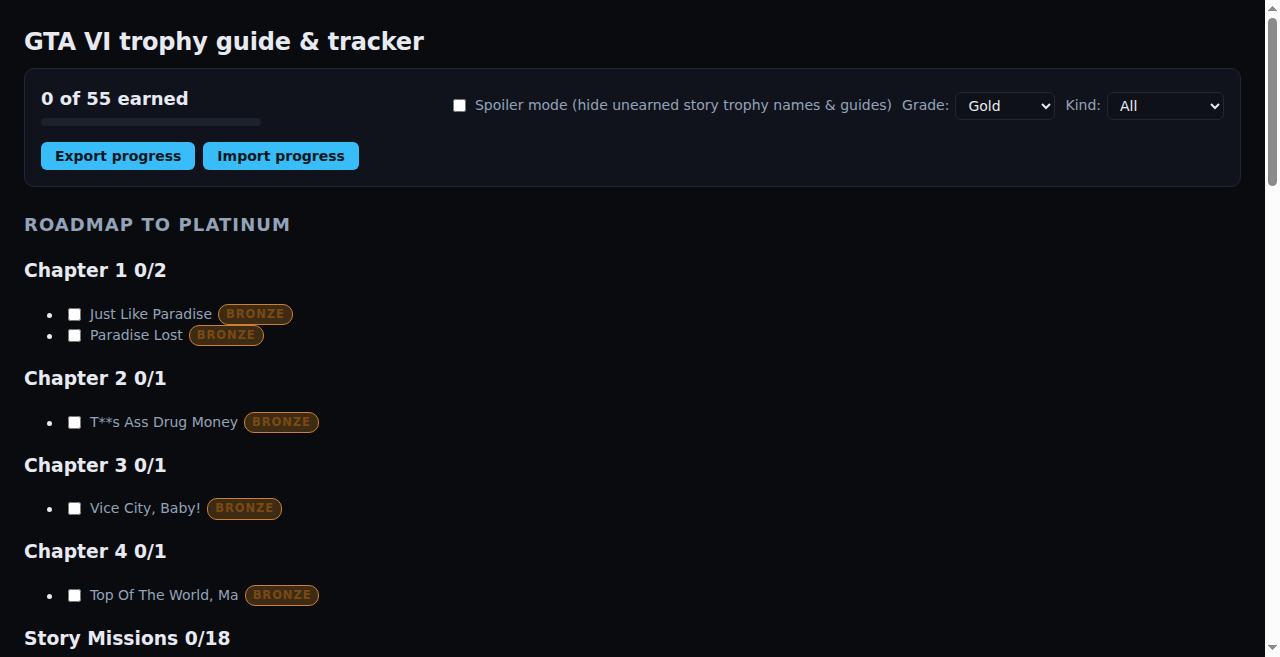 GTA VI trophy guide & tracker
0 of 55 earned
Spoiler mode (hide unearned story trophy names & guides) Grade: Gold Kind: All
Export progress Import progress
ROADMAP TO PLATINUM
Chapter 1 0/2
Just Like Paradise BRONZE
Paradise Lost BRONZE
Chapter 2 0/1
T**s Ass Drug Money BRONZE
Chapter 3 0/1
Vice City, Baby! BRONZE
Chapter 4 0/1
Top Of The World, Ma BRONZE
Story Missions 0/18